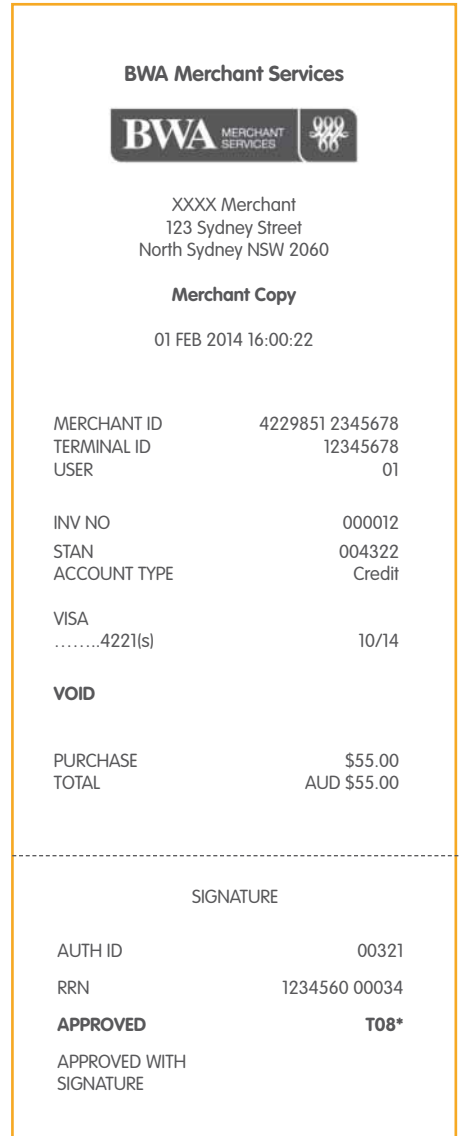 BWA Merchant Services
BWA MERCHANT SERVICES
XXXX Merchant
123 Sydney Street
North Sydney NSW 2060
Merchant Copy
01 FEB 2014 16:00:22
MERCHANT ID 4229851 2345678
TERMINAL ID 12345678
USER 01
INV NO 000012
STAN 004322
ACCOUNT TYPE Credit
VISA
……..4221(s) 10/14
VOID
PURCHASE $55.00
TOTAL AUD $55.00
SIGNATURE
AUTH ID 00321
RRN 1234560 00034
APPROVED T08*
APPROVED WITH
SIGNATURE